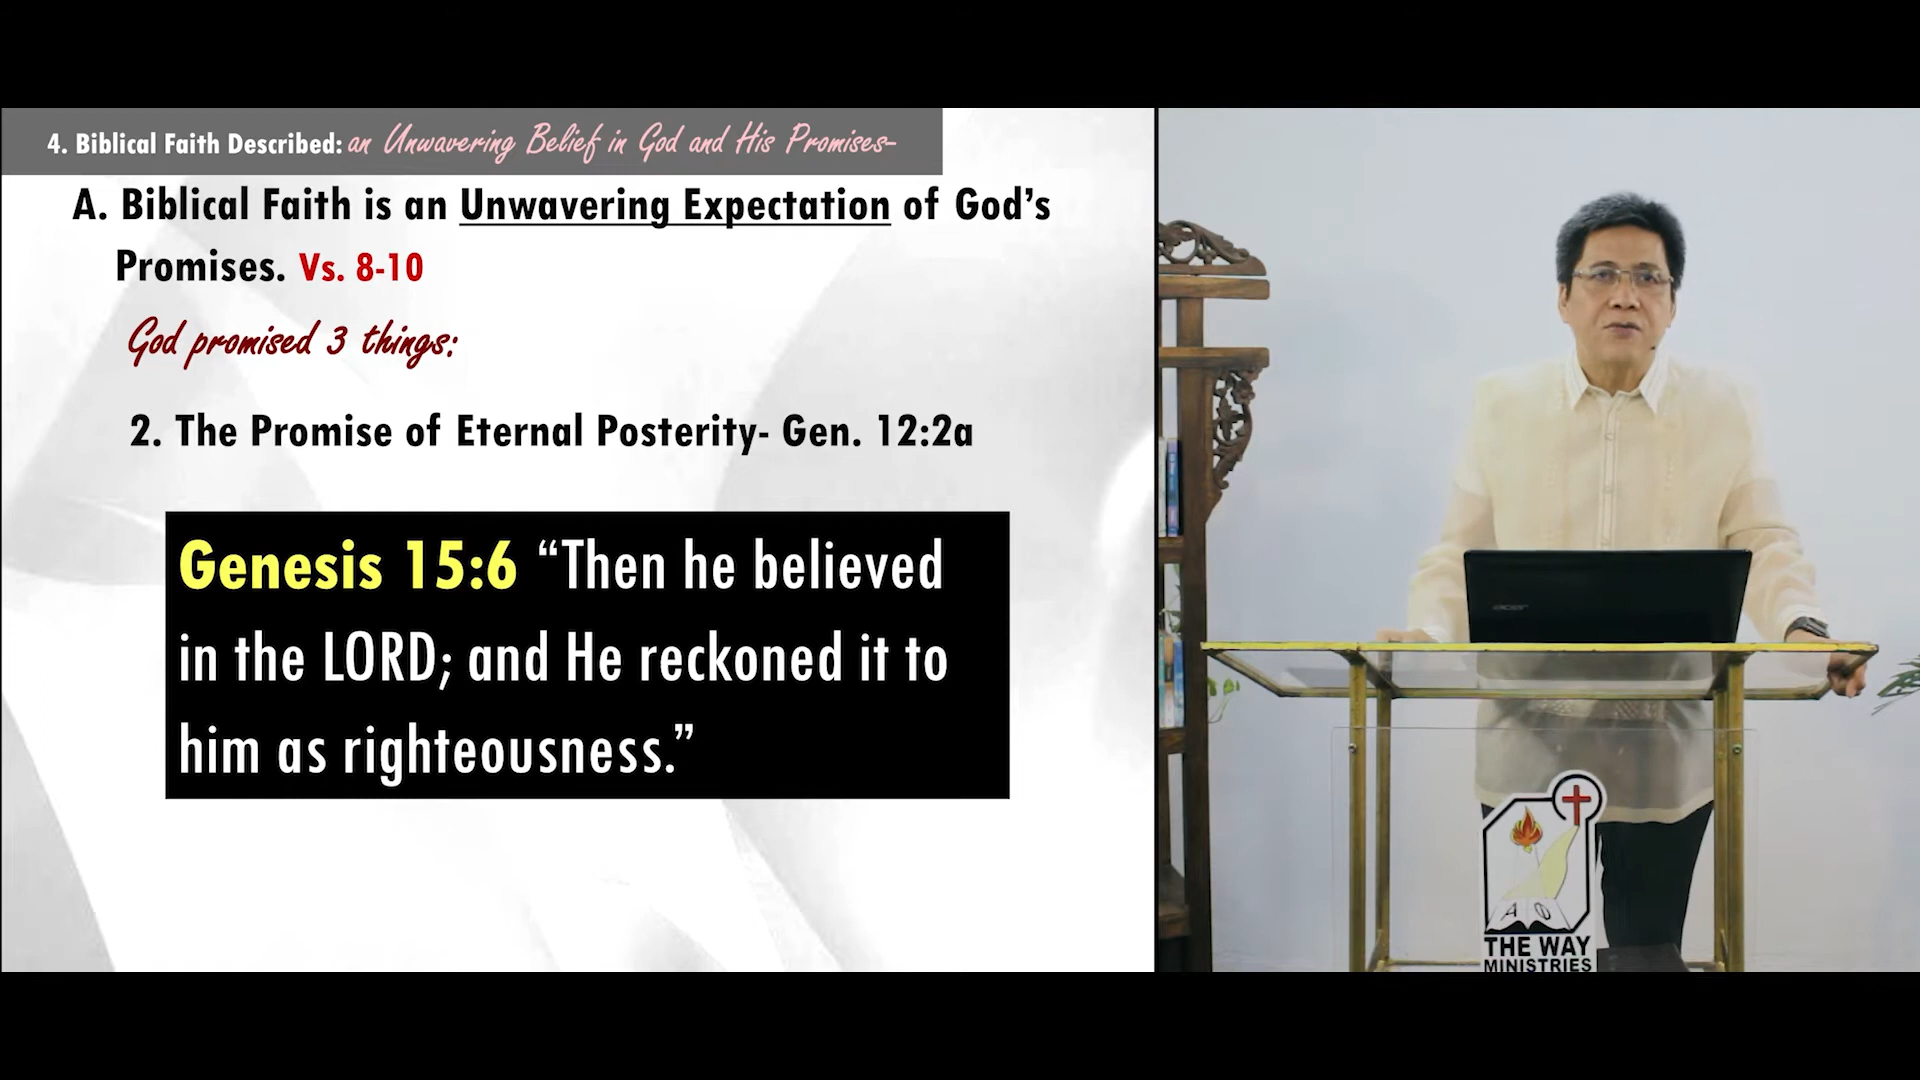 4. Biblical Faith Described: an Unwavering Belief in God and His Promises-
A. Biblical Faith is an Unwavering Expectation of God’s
Promises. Vs. 8-10
God promised 3 things:
2. The Promise of Eternal Posterity- Gen. 12:2a
Genesis 15:6 “Then he believed
in the LORD; and He reckoned it to
him as righteousness.”
acer
A Ω
THE WAY
MINISTRIES